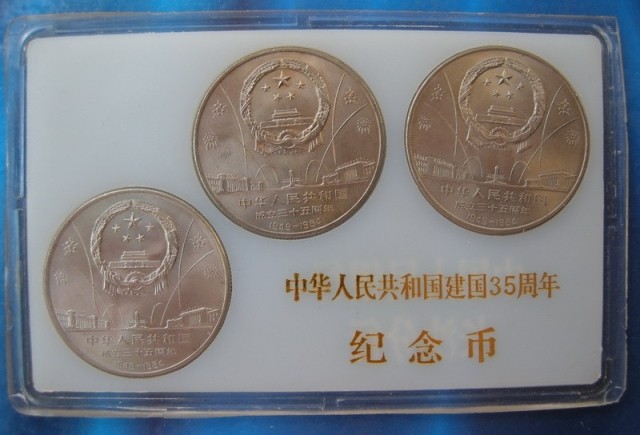 中华人民共和国
成立三十五周年
1949-1984
中华人民共和国
成立三十五周年
1949-1984
中华人民共和国
成立三十五周年
1949-1984
中华人民共和国建国35周年
纪念币